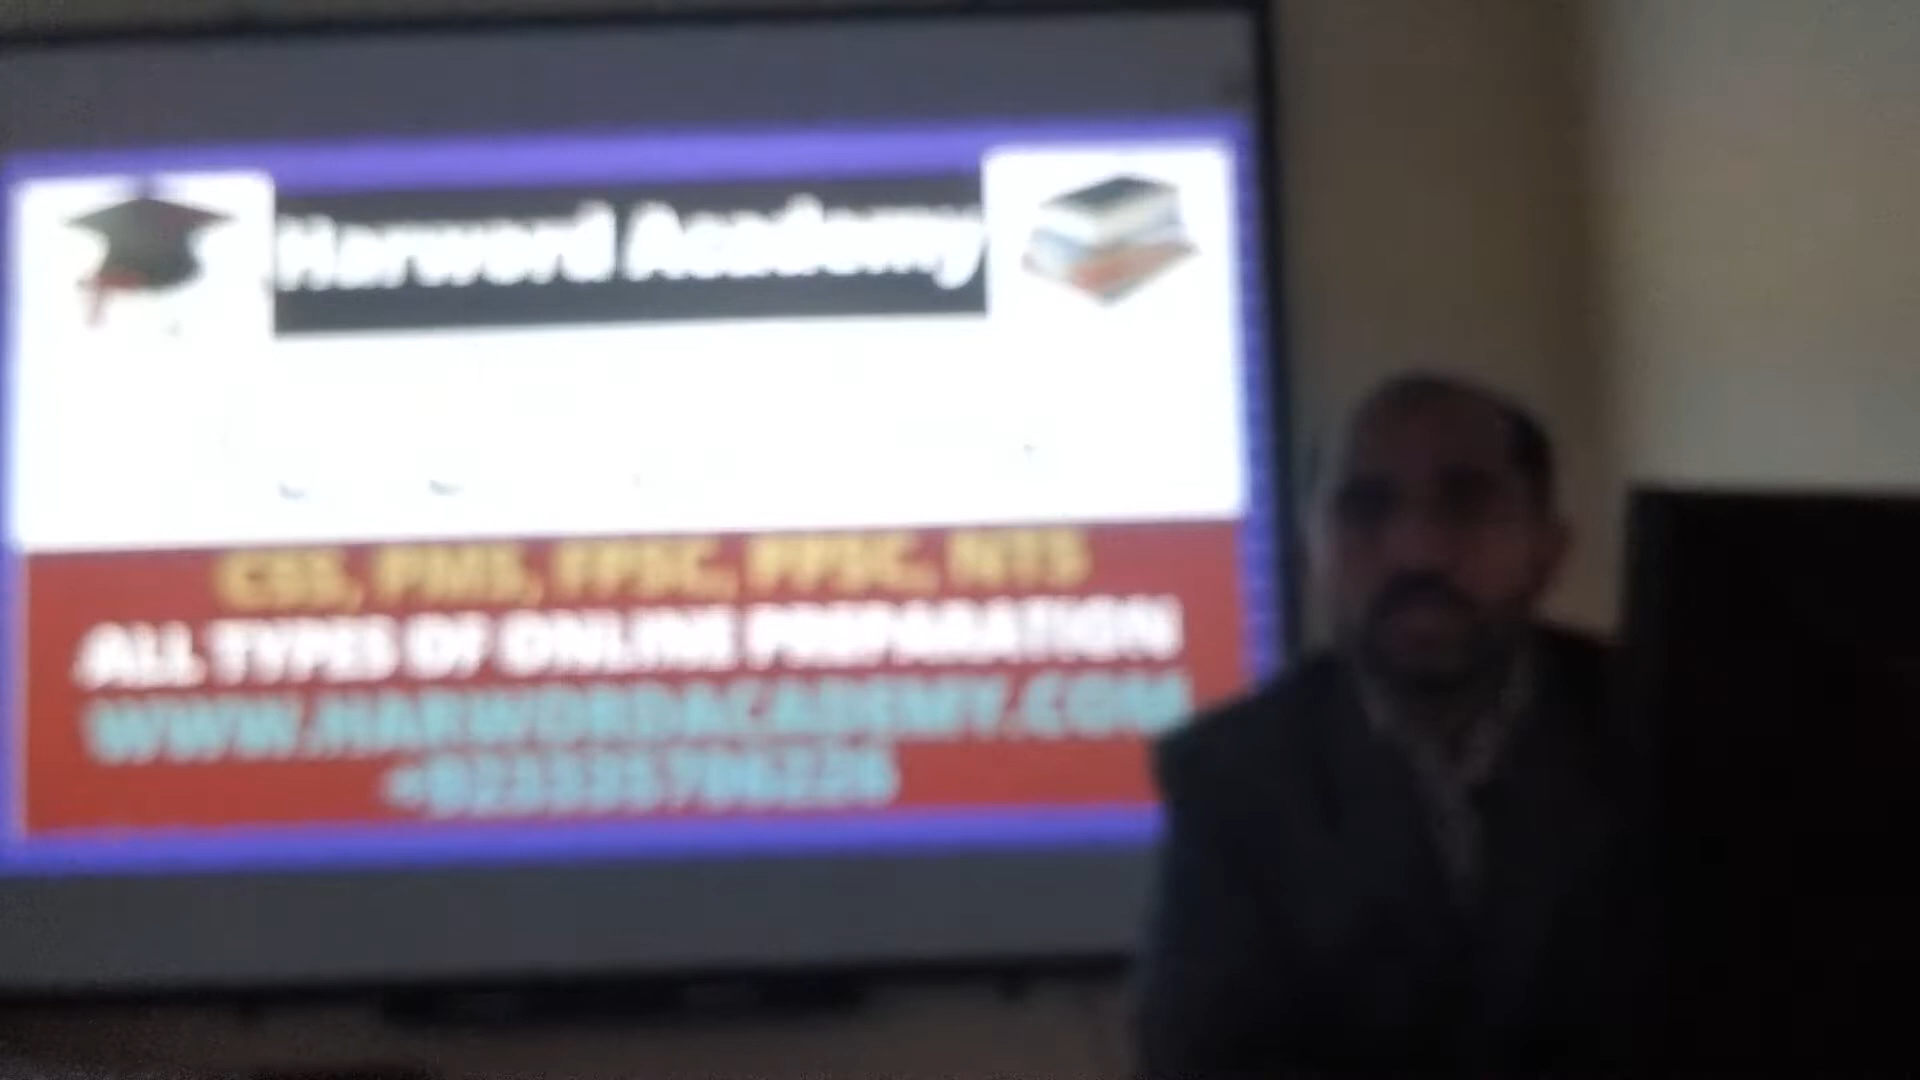 Harword Academy
CSS, PMS, FPSC, PPSC, NTS
ALL TYPES OF ONLINE PREPARATION
WWW.HARWORDACADEMY.COM